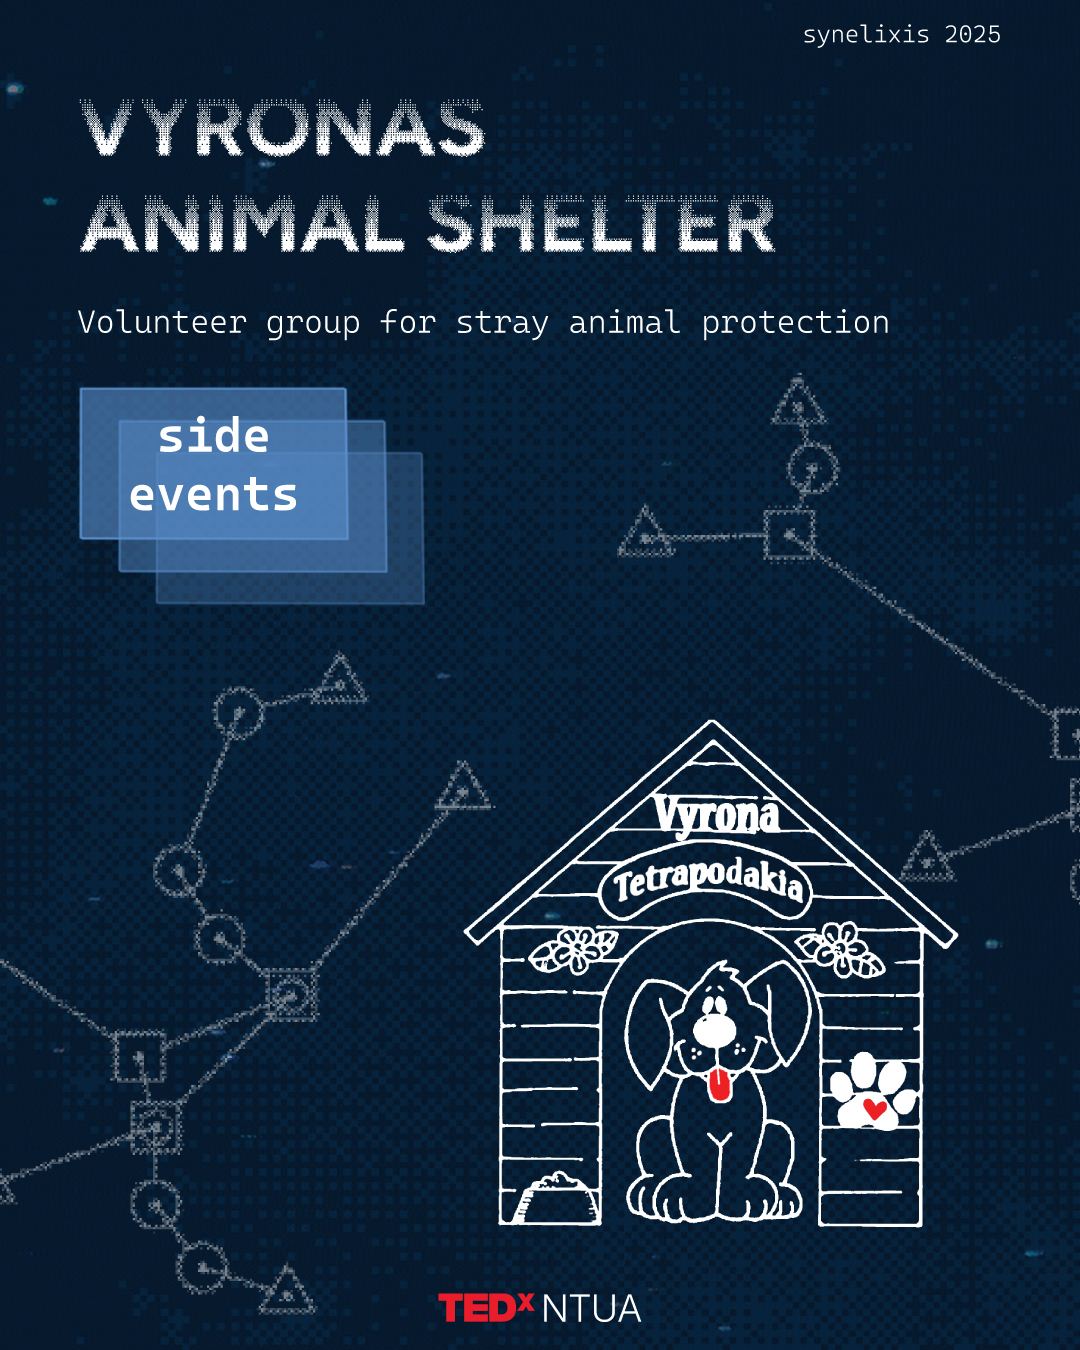 synelixis 2025
VYRONAS
ANIMAL SHELTER
Volunteer group for stray animal protection
side
events
Vyrona
Tetrapodakia
TEDx NTUA